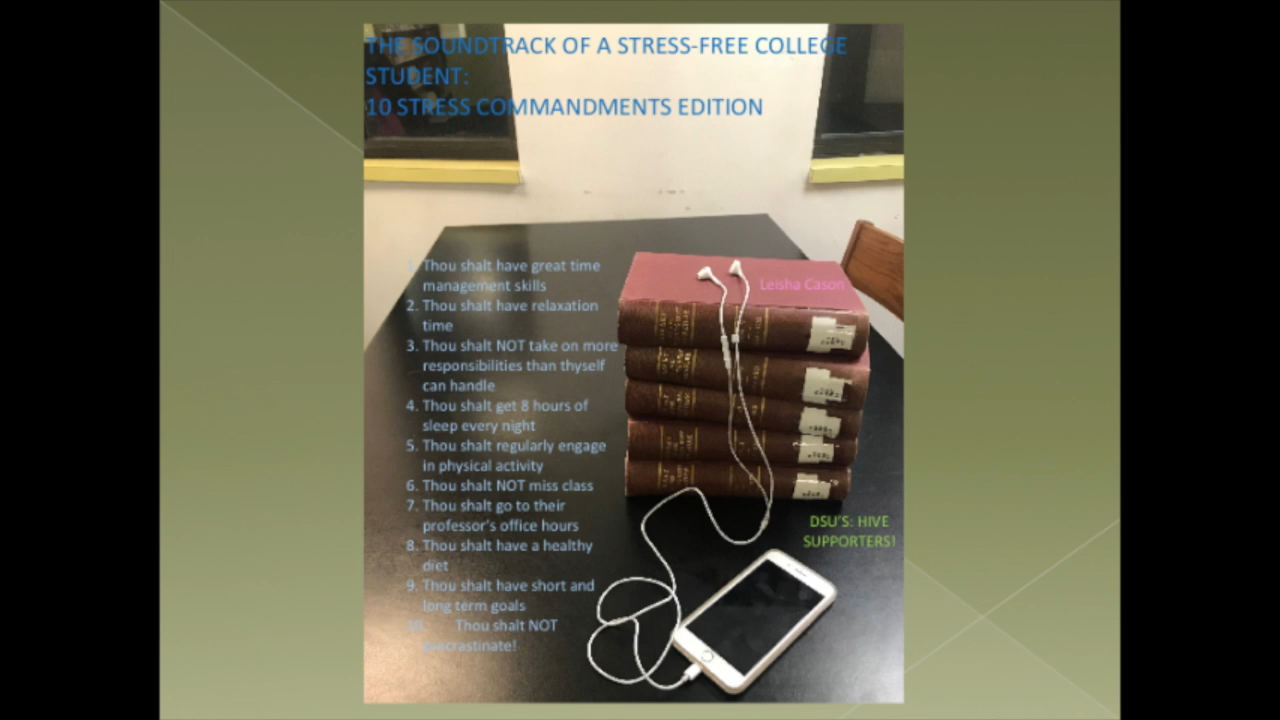 THE SOUNDTRACK OF A STRESS-FREE COLLEGE
STUDENT:
10 STRESS COMMANDMENTS EDITION
1. Thou shalt have great time
management skills
Leisha Cason
2. Thou shalt have relaxation
time
3. Thou shalt NOT take on more
responsibilities than thyself
can handle
4. Thou shalt get 8 hours of
sleep every night
5. Thou shalt regularly engage
in physical activity
6. Thou shalt NOT miss class
7. Thou shalt go to their
professor's office hours
8. Thou shalt have a healthy
diet
9. Thou shalt have short and
long term goals
10. Thou shalt NOT
procrastinate!
DSU'S: HIVE
SUPPORTERS!